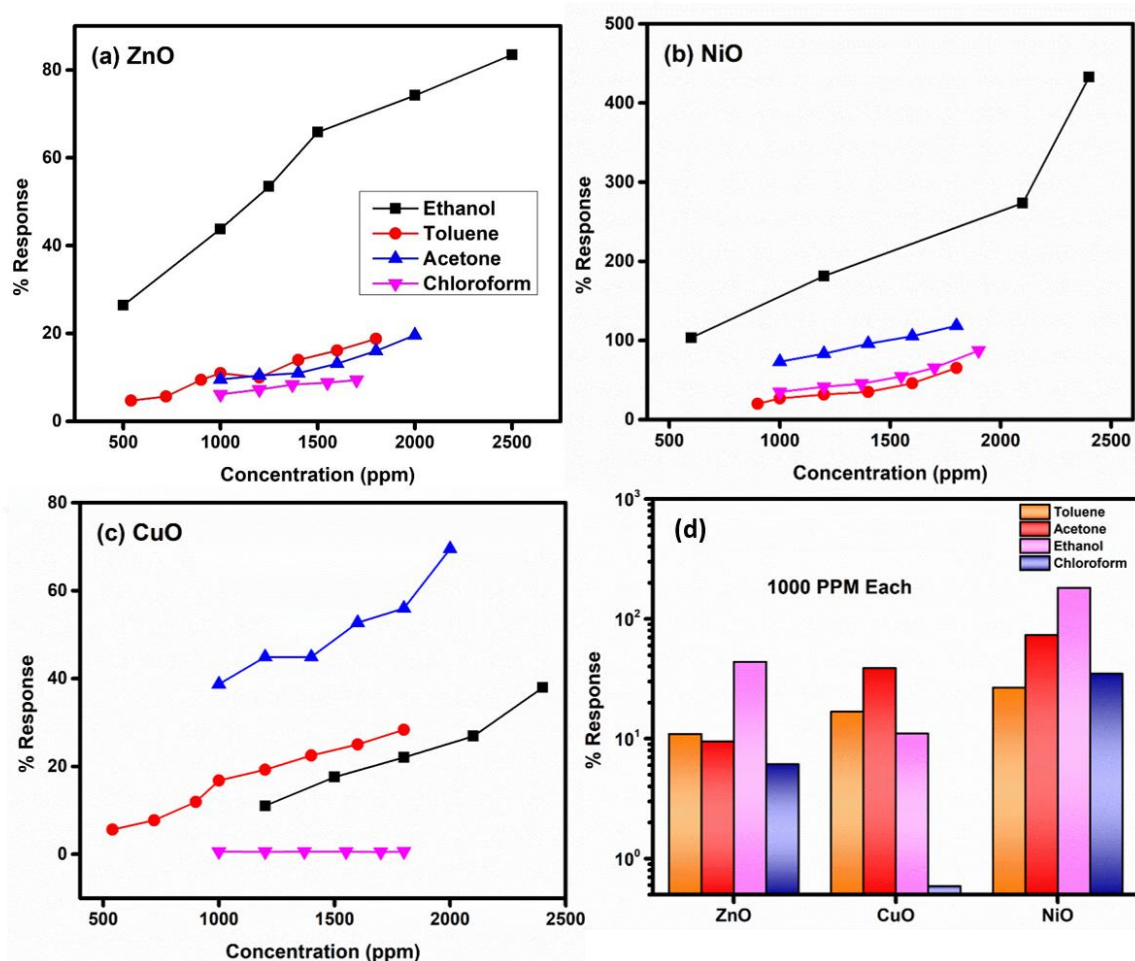 (a) ZnO
% Response
80
60
40
20
0
Ethanol
Toluene
Acetone
Chloroform
500 1000 1500 2000 2500
Concentration (ppm)
(b) NiO
% Response
500
400
300
200
100
0
500 1000 1500 2000 2500
Concentration (ppm)
(c) CuO
% Response
80
60
40
20
0
500 1000 1500 2000 2500
Concentration (ppm)
(d)
Toluene
Acetone
Ethanol
Chloroform
1000 PPM Each
% Response
10³
10²
10¹
10⁰
ZnO CuO NiO